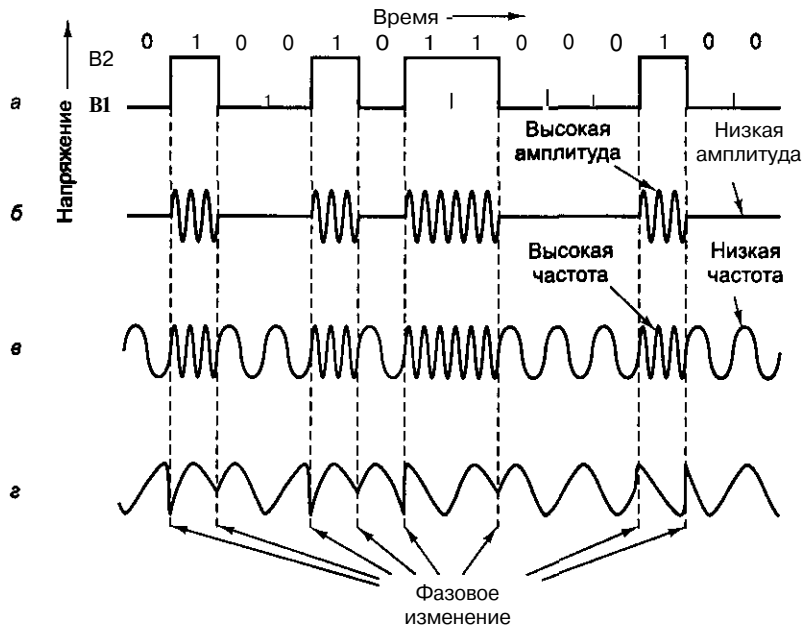 Время
0 1 0 0 1 0 1 1 0 0 0 1 0 0
В2
В1
Напряжение
а
Высокая
амплитуда
Низкая
амплитуда
б
Высокая
частота
Низкая
частота
в
г
Фазовое
изменение